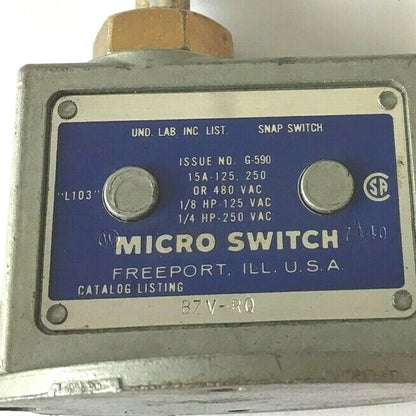 UND. LAB INC LIST. SNAP SWITCH
ISSUE NO. G-590
15A-125, 250
"L103" OR 480 VAC
1/8 HP-125 VAC
1/4 HP-250 VAC
MICRO SWITCH
FREEPORT, ILL. U.S.A.
CATALOG LISTING
BZV-RQ